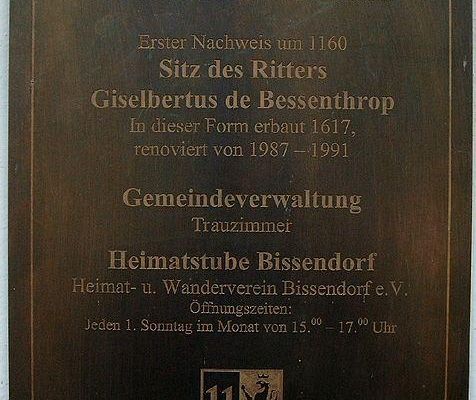 Erster Nachweis um 1160
Sitz des Ritters
Giselbertus de Bessenthrop
In dieser Form erbaut 1617,
renoviert von 1987 – 1991
Gemeindeverwaltung
Trauzimmer
Heimatstube Bissendorf
Heimat- u. Wanderverein Bissendorf e.V.
Öffnungszeiten:
Jeden 1. Sonntag im Monat von 15.00 – 17.00 Uhr
11